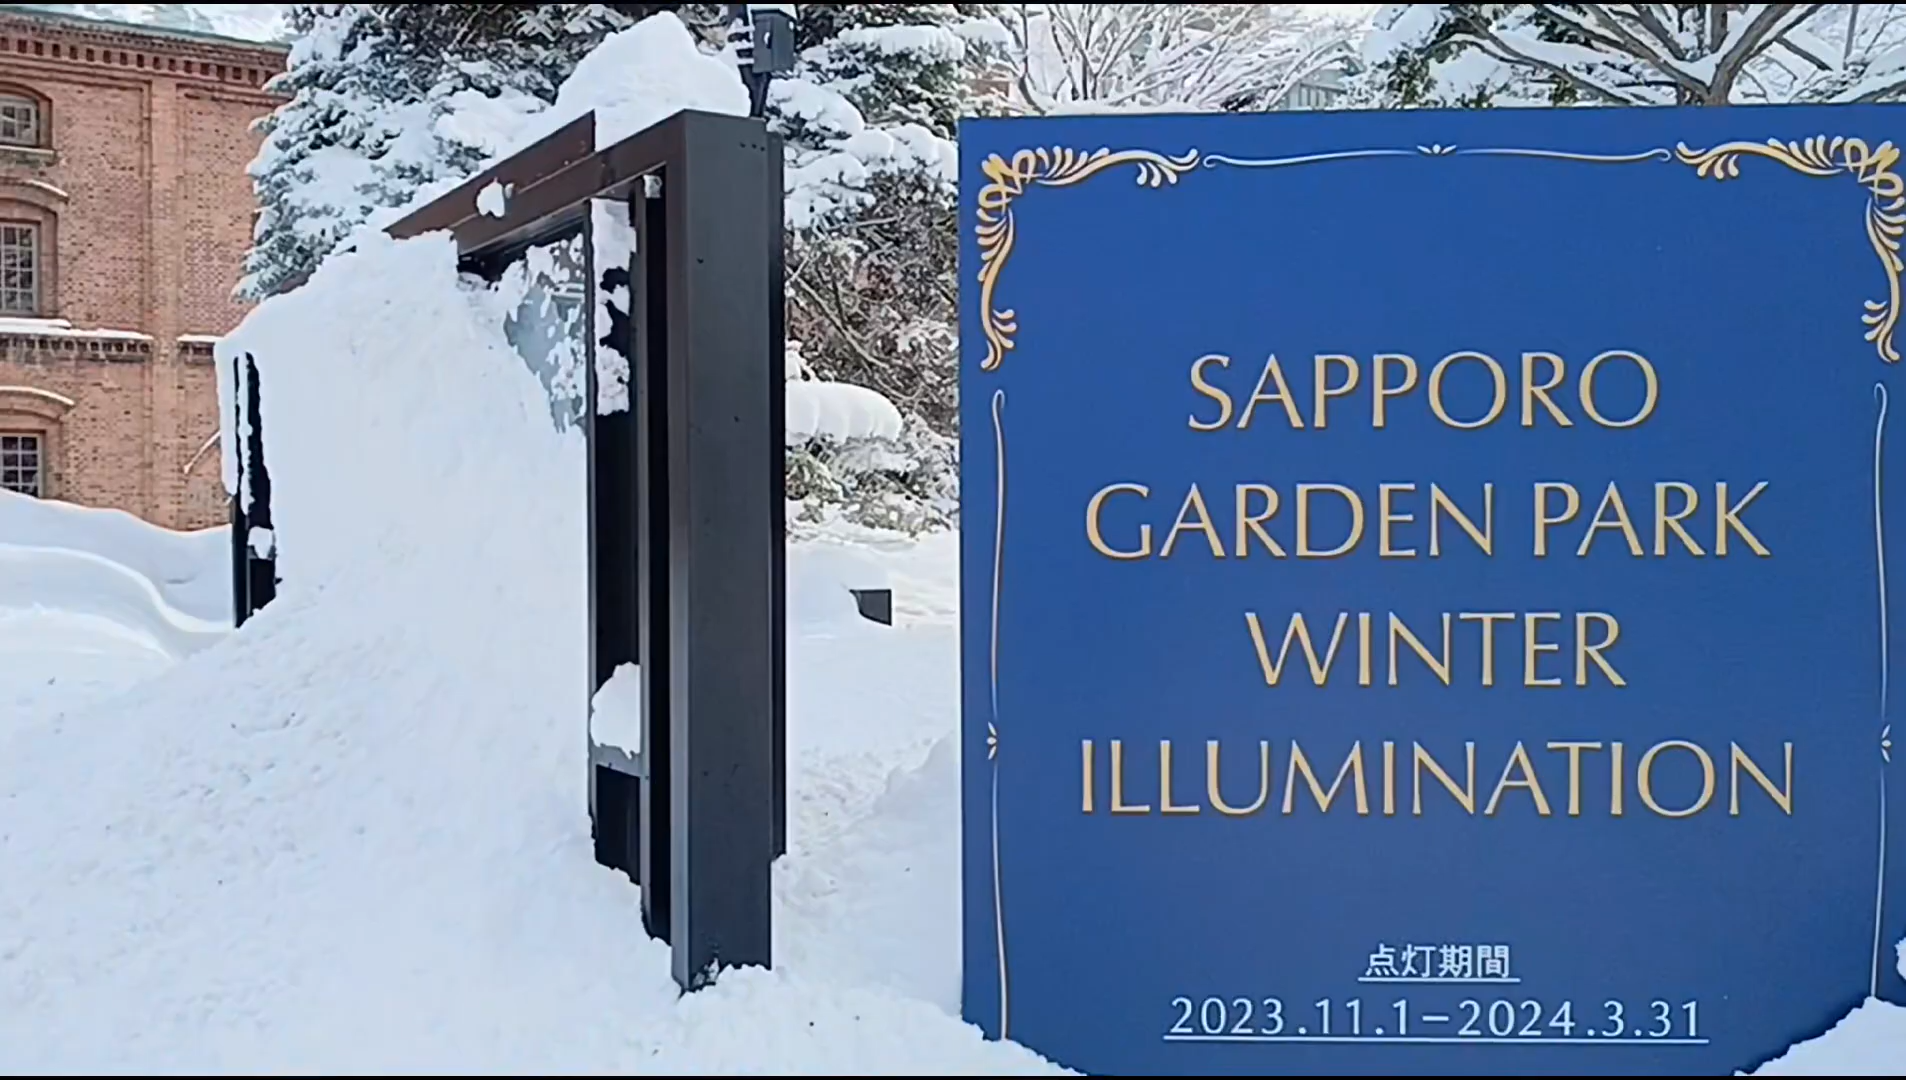 SAPPORO
GARDEN PARK
WINTER
ILLUMINATION
点灯期間
2023.11.1-2024.3.31